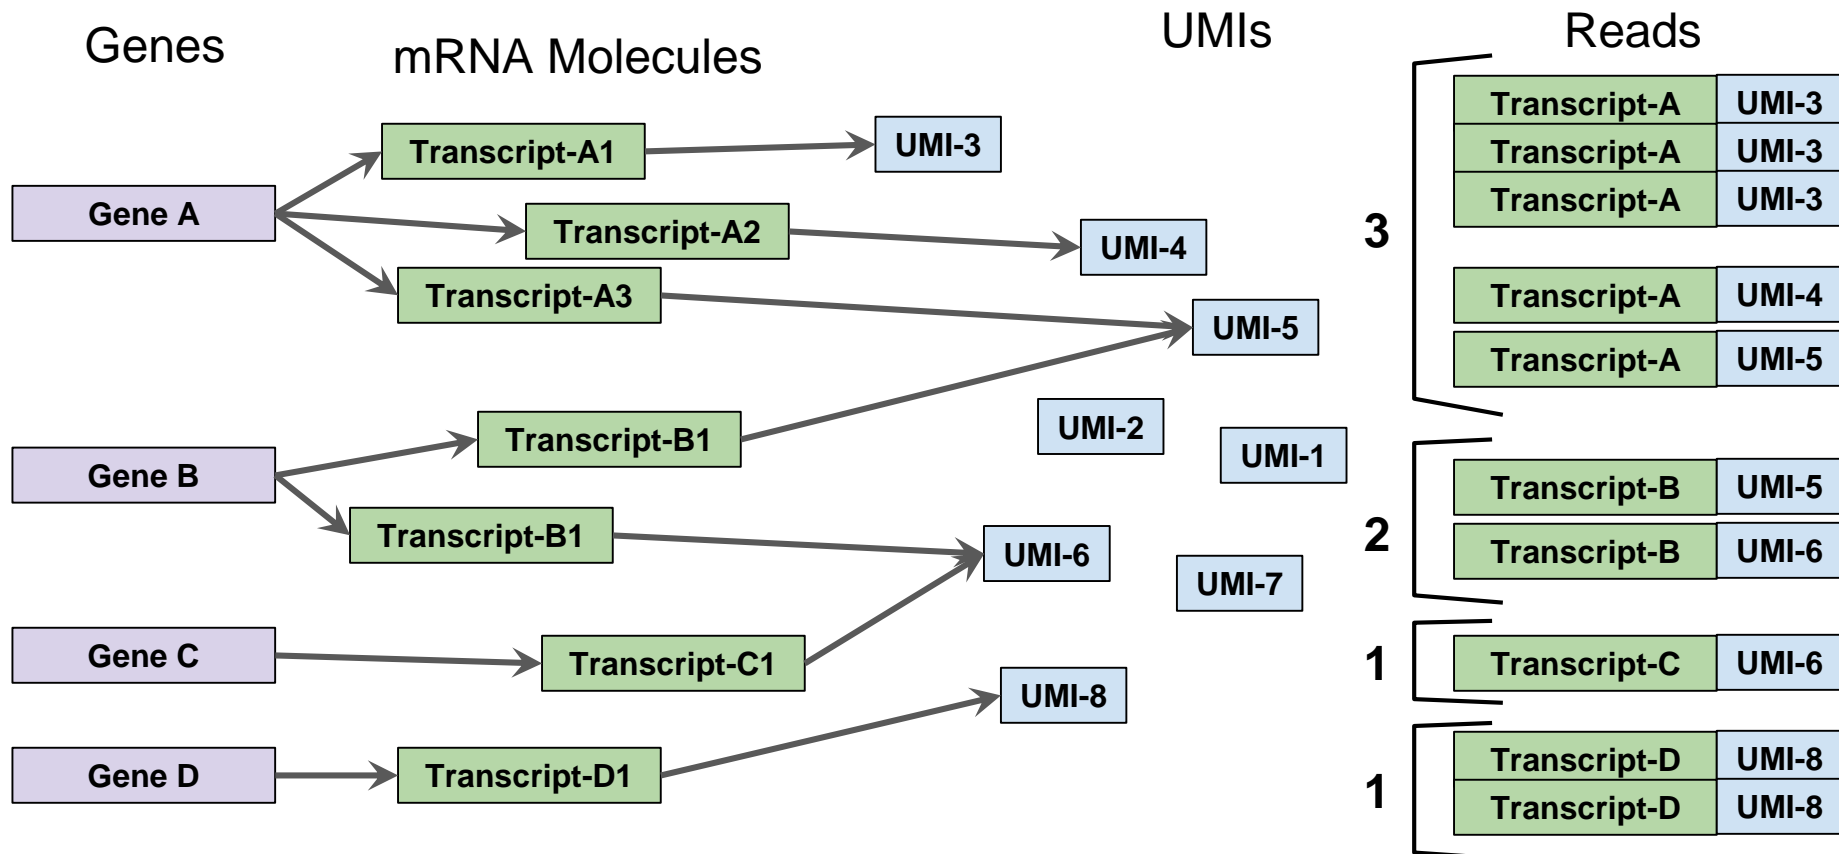 Genes
mRNA Molecules
UMIs
Reads
Gene A
Transcript-A1
UMI-3
Transcript-A2
UMI-4
Transcript-A3
UMI-5
Gene B
Transcript-B1
UMI-2
UMI-1
Transcript-B1
UMI-6
UMI-7
Gene C
Transcript-C1
UMI-8
Gene D
Transcript-D1
3
Transcript-A UMI-3
Transcript-A UMI-3
Transcript-A UMI-3
Transcript-A UMI-4
Transcript-A UMI-5
2
Transcript-B UMI-5
Transcript-B UMI-6
1
Transcript-C UMI-6
1
Transcript-D UMI-8
Transcript-D UMI-8